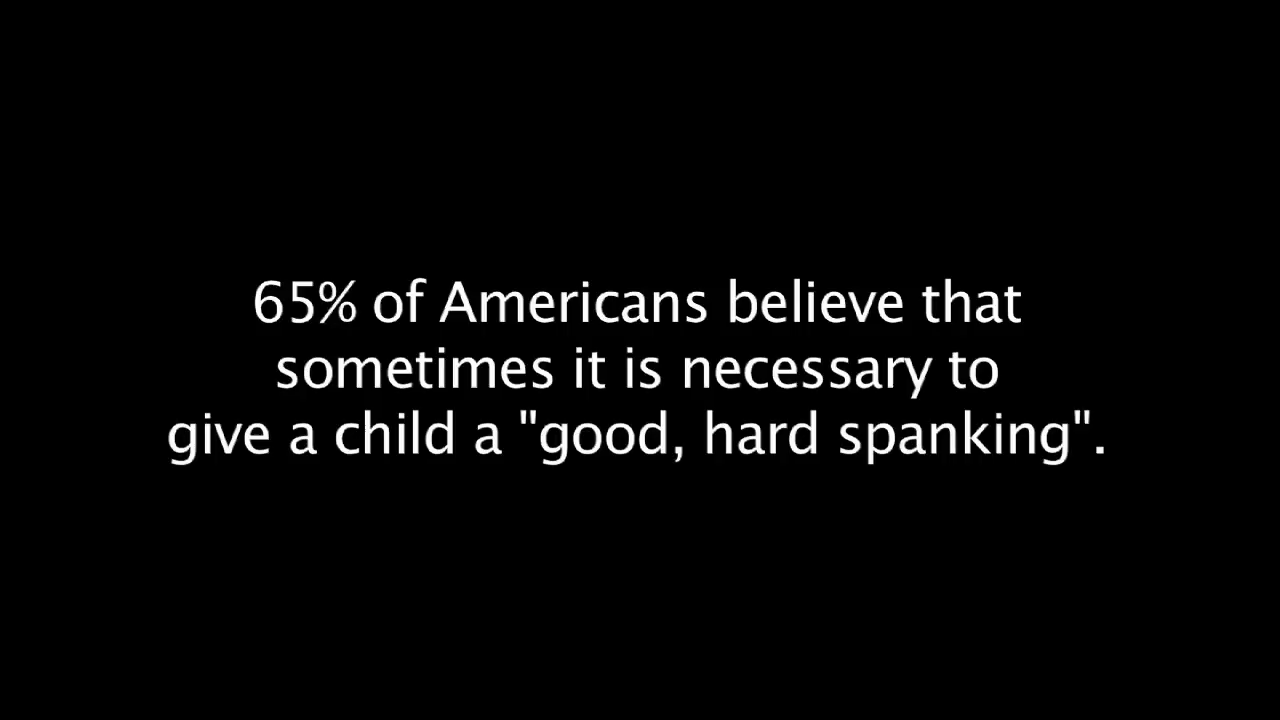 65% of Americans believe that
sometimes it is necessary to
give a child a "good, hard spanking".